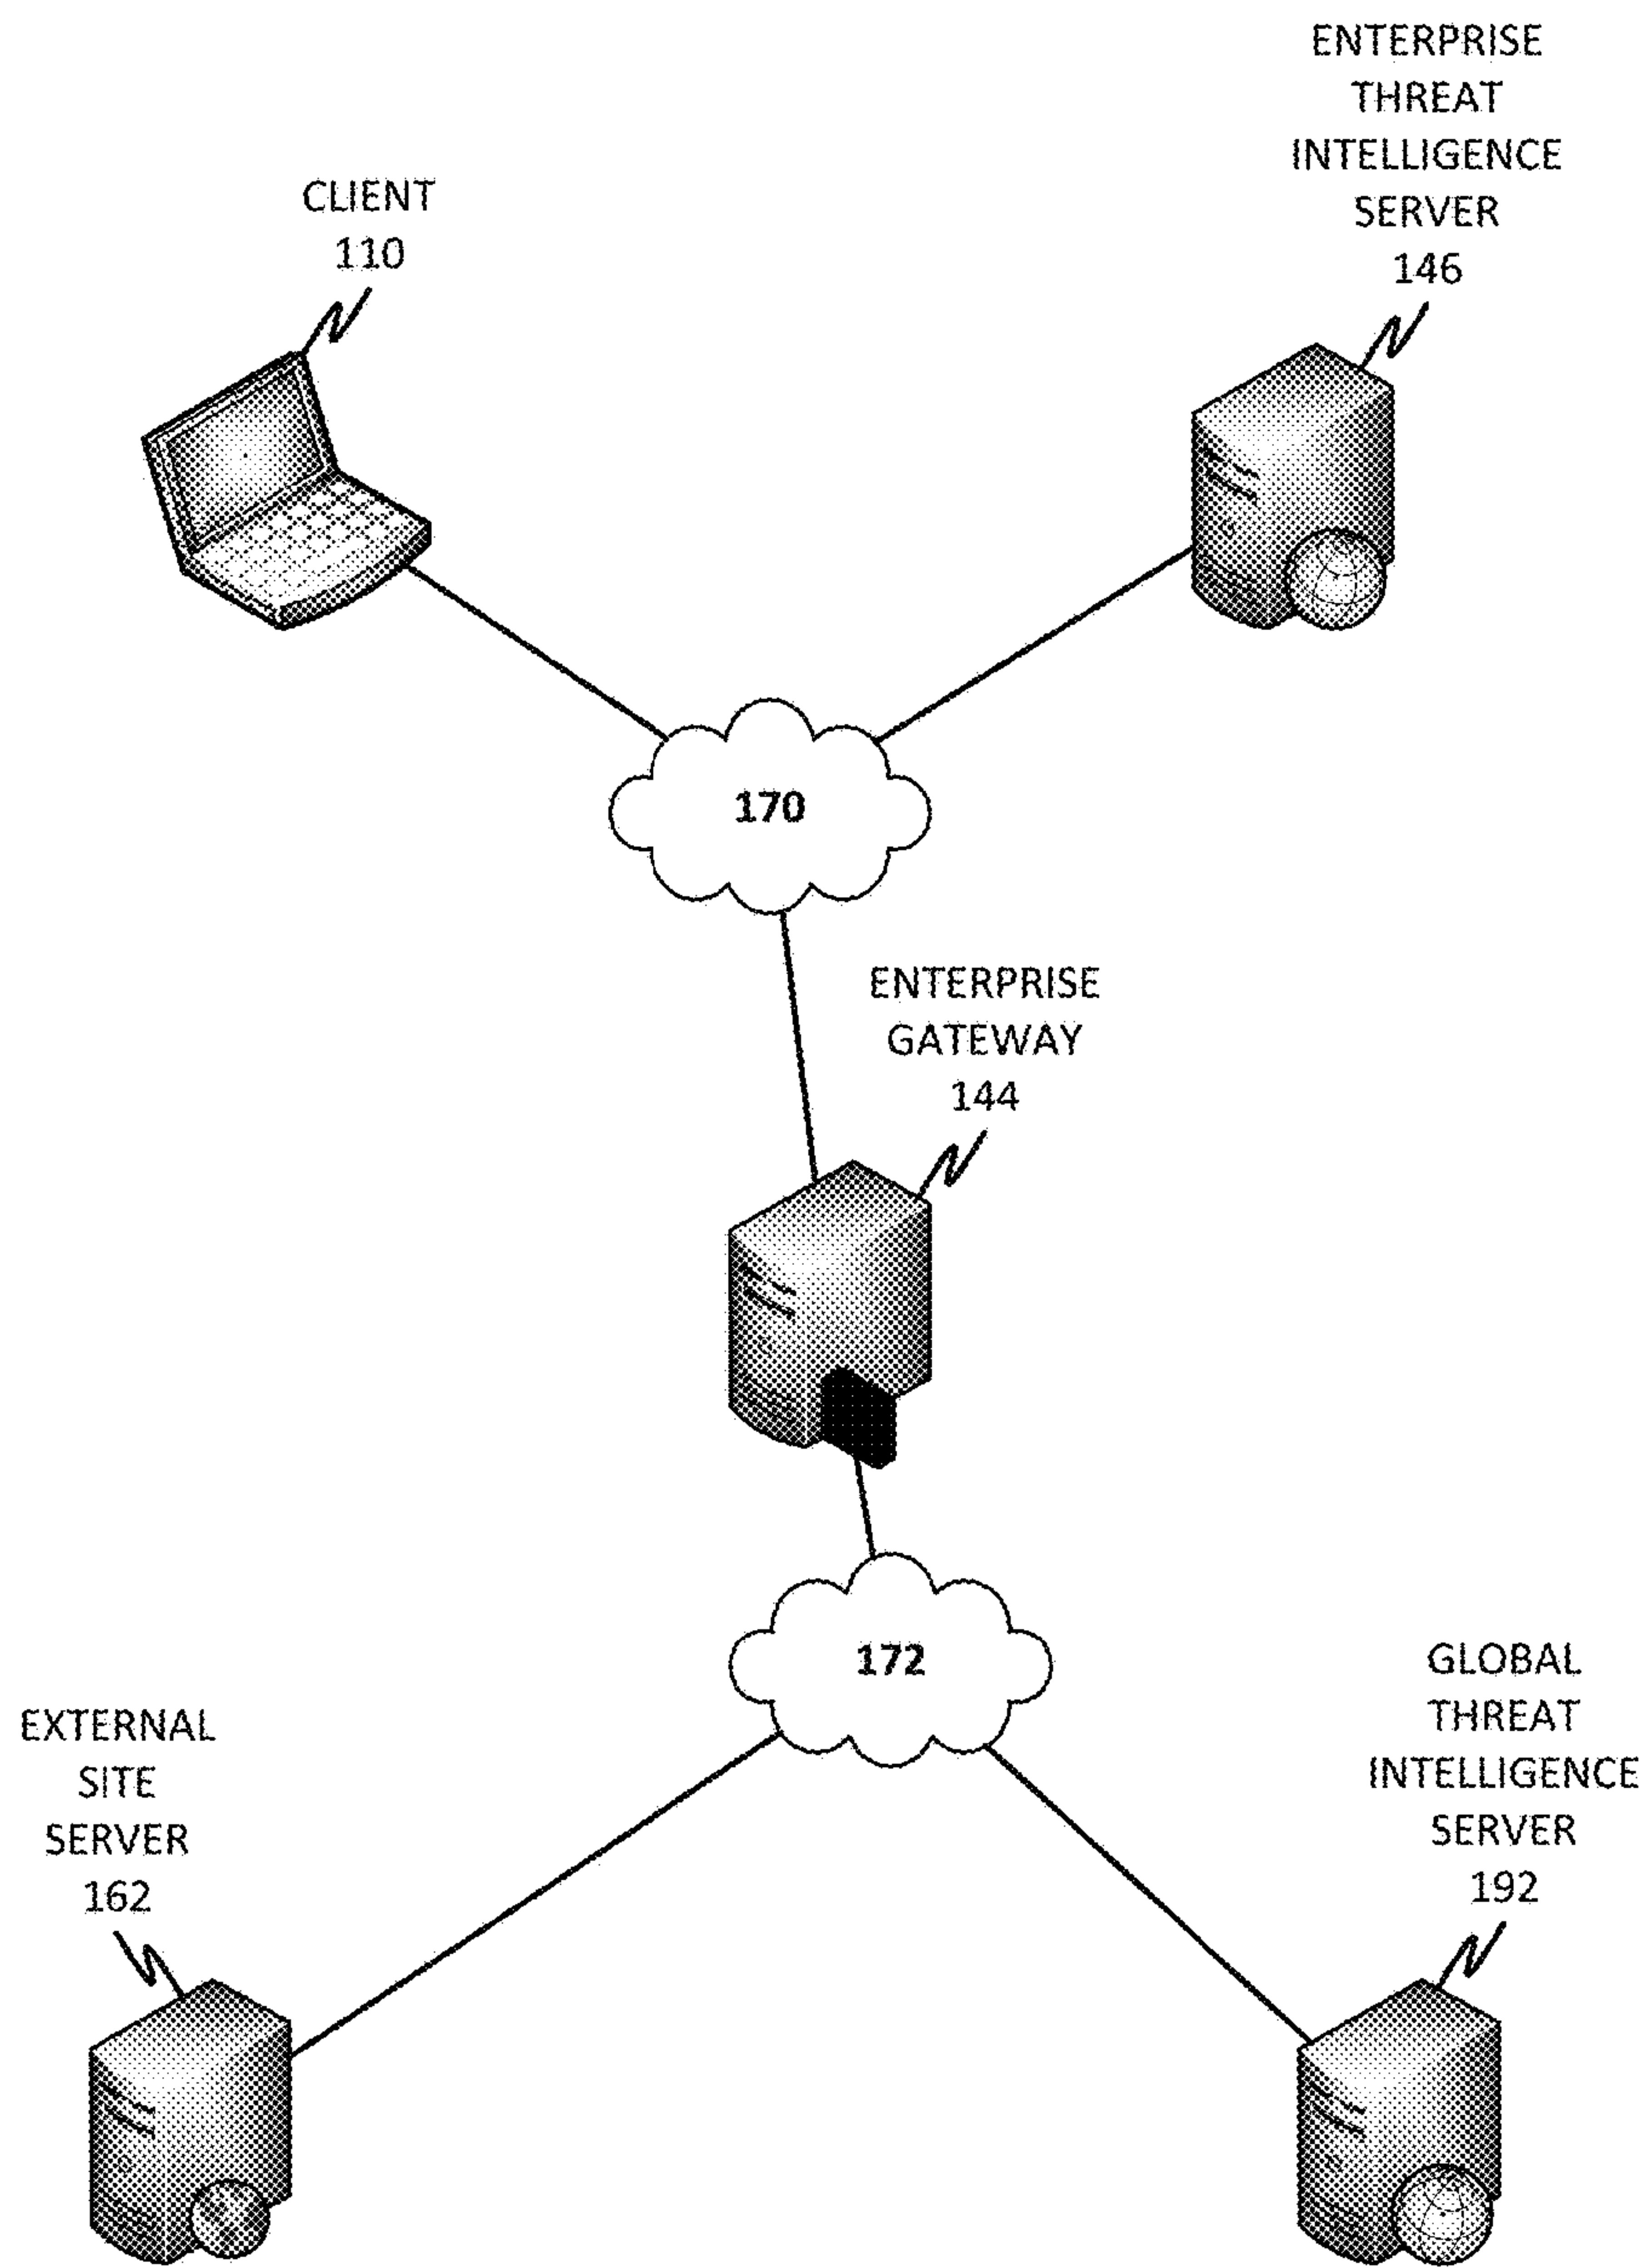 ENTERPRISE
THREAT
INTELLIGENCE
SERVER
146
CLIENT
110
170
ENTERPRISE
GATEWAY
144
172
EXTERNAL
SITE
SERVER
162
GLOBAL
THREAT
INTELLIGENCE
SERVER
192